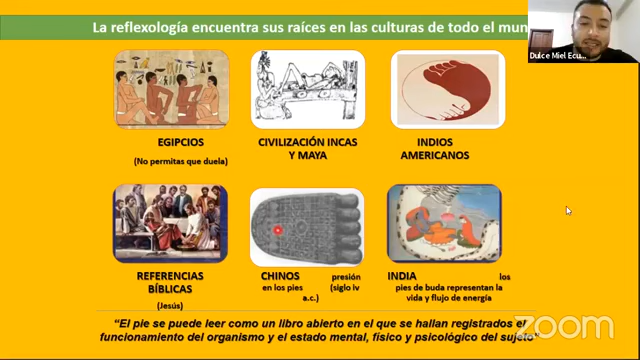 La reflexología encuentra sus raíces en las culturas de todo el mun
Dulce Miel Ecu...
EGIPCIOS
(No permitas que duela)
CIVILIZACIÓN INCAS
Y MAYA
INDIOS
AMERICANOS
REFERENCIAS
BÍBLICAS
(Jesús)
CHINOS presión
en los pies (siglo iv
a.c.)
INDIA los
pies de buda representan la
vida y flujo de energía
“El pie se puede leer como un libro abierto en el que se hallan registrados el
funcionamiento del organismo y el estado mental, físico y psicológico del sujeto”
zoom